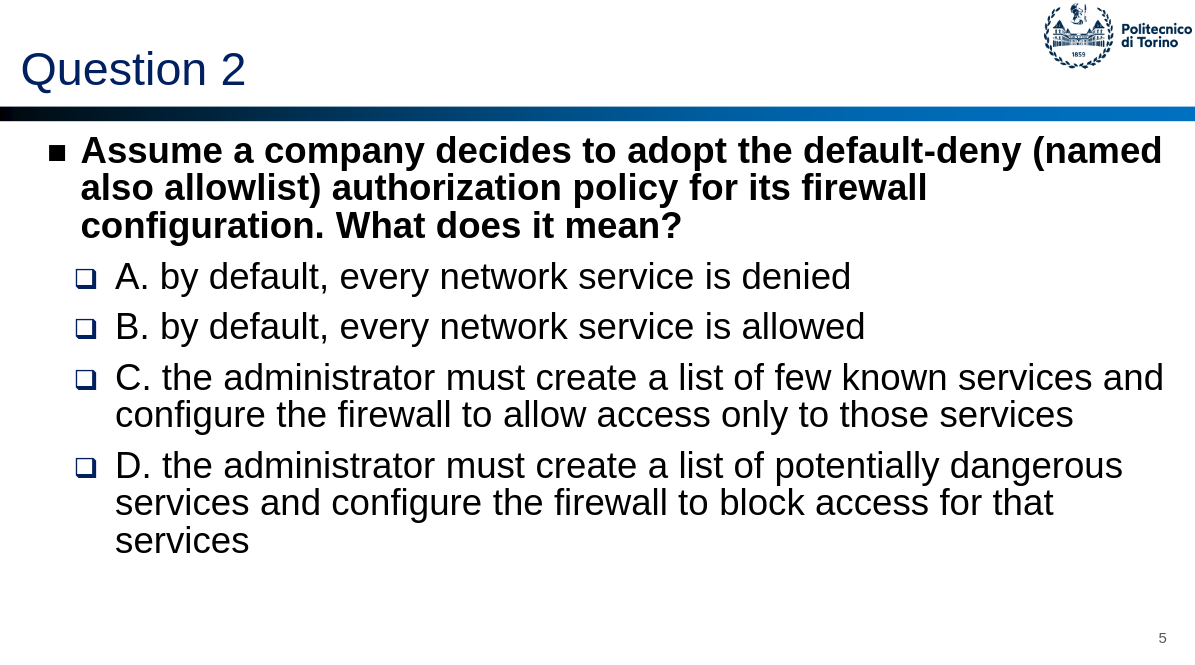 Politecnico
di Torino
1859
Question 2
■ Assume a company decides to adopt the default-deny (named
also allowlist) authorization policy for its firewall
configuration. What does it mean?
❑ A. by default, every network service is denied
❑ B. by default, every network service is allowed
❑ C. the administrator must create a list of few known services and
configure the firewall to allow access only to those services
❑ D. the administrator must create a list of potentially dangerous
services and configure the firewall to block access for that
services
5